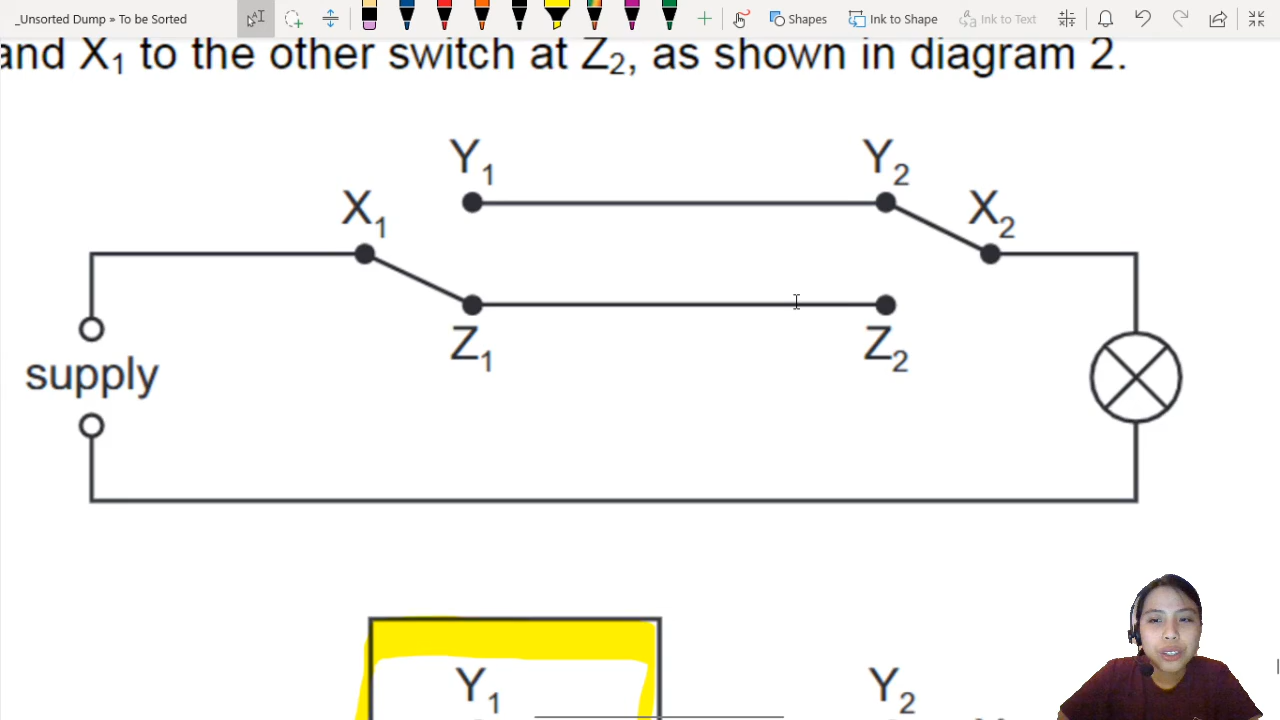 _Unsorted Dump » To be Sorted
Shapes
Ink to Shape
Ink to Text
and X₁ to the other switch at Z₂, as shown in diagram 2.
Y₁
Y₂
X₁
X₂
Z₁
Z₂
supply
Y₁
Y₂